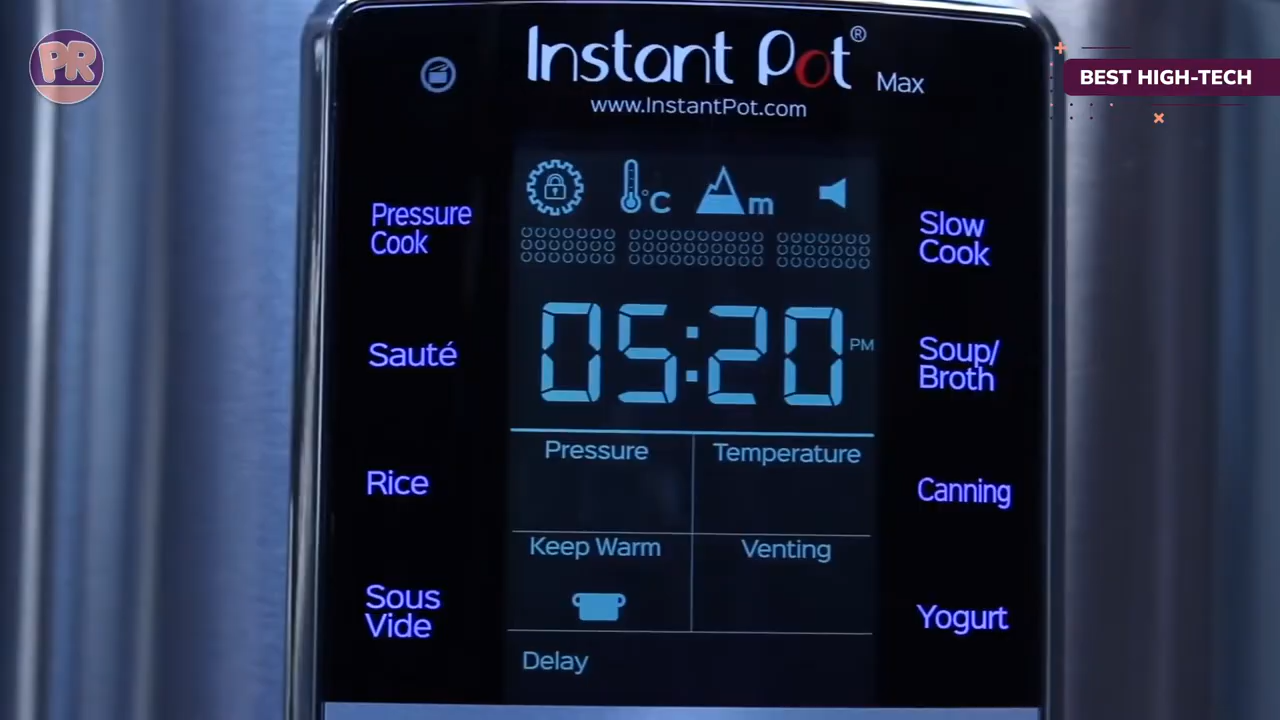 PR
BEST HIGH-TECH
Instant Pot® Max
www.InstantPot.com
°C
m
Pressure
Cook
Slow
Cook
05:20 PM
Sauté
Soup/
Broth
Pressure
Temperature
Rice
Canning
Keep Warm
Venting
Sous
Vide
Yogurt
Delay